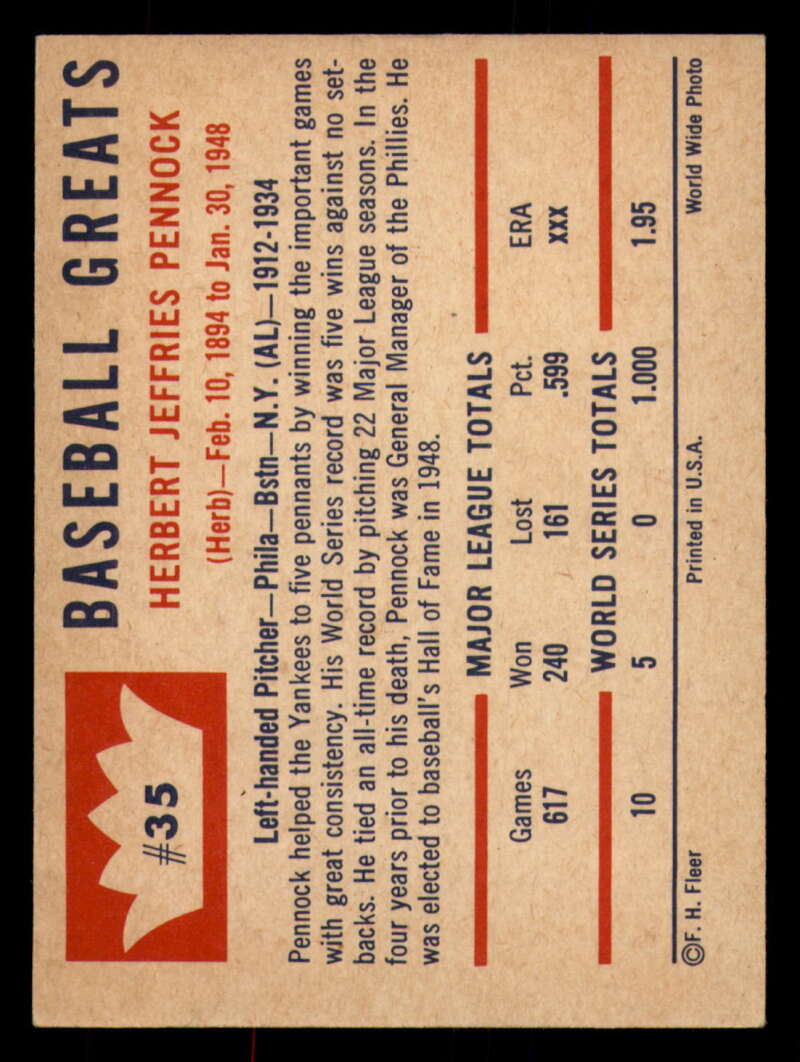 #35
BASEBALL GREATS
HERBERT JEFFRIES PENNOCK
(Herb)—Feb. 10, 1894 to Jan. 30, 1948
Left-handed Pitcher—Phila—Bstn—N.Y. (AL)—1912-1934
Pennock helped the Yankees to five pennants by winning the important games
with great consistency. His World Series record was five wins against no set-
backs. He tied an all-time record by pitching 22 Major League seasons. In the
four years prior to his death, Pennock was General Manager of the Phillies. He
was elected to baseball's Hall of Fame in 1948.
MAJOR LEAGUE TOTALS
Games Won Lost Pct. ERA
617 240 161 .599 xxx
WORLD SERIES TOTALS
10 5 0 1.000 1.95
©F. H. Fleer Printed in U.S.A. World Wide Photo